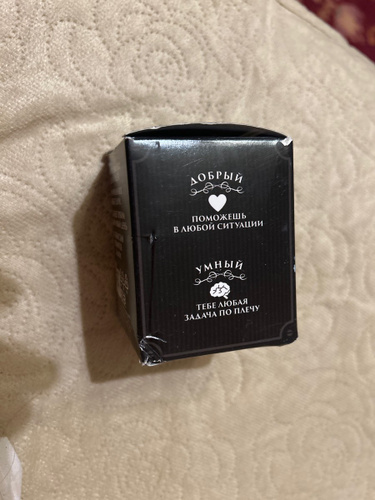 ДОБРЫЙ
ПОМОЖЕШЬ
В ЛЮБОЙ СИТУАЦИИ
УМНЫЙ
ТЕБЕ ЛЮБАЯ
ЗАДАЧА ПО ПЛЕЧУ